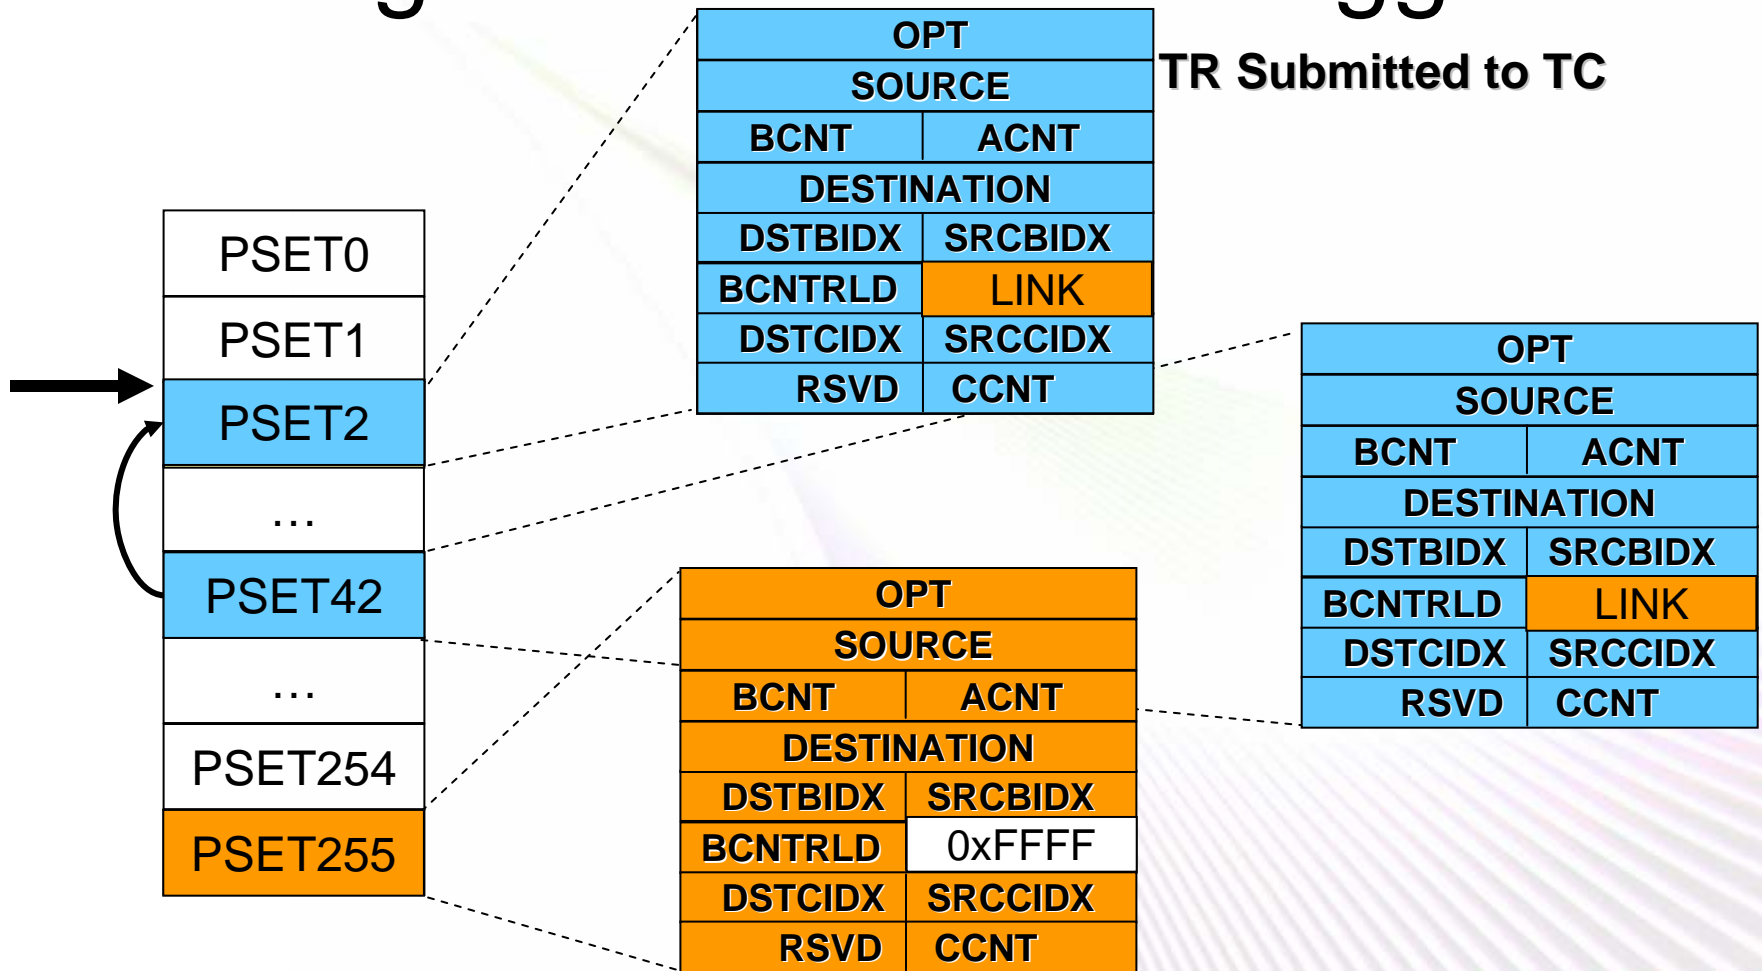 TR Submitted to TC
OPT
SOURCE
BCNT ACNT
DESTINATION
DSTBIDX SRCBIDX
BCNTRLD LINK
DSTCIDX SRCCIDX
RSVD CCNT
PSET0
PSET1
PSET2
...
PSET42
...
PSET254
PSET255
OPT
SOURCE
BCNT ACNT
DESTINATION
DSTBIDX SRCBIDX
BCNTRLD LINK
DSTCIDX SRCCIDX
RSVD CCNT
OPT
SOURCE
BCNT ACNT
DESTINATION
DSTBIDX SRCBIDX
BCNTRLD 0xFFFF
DSTCIDX SRCCIDX
RSVD CCNT